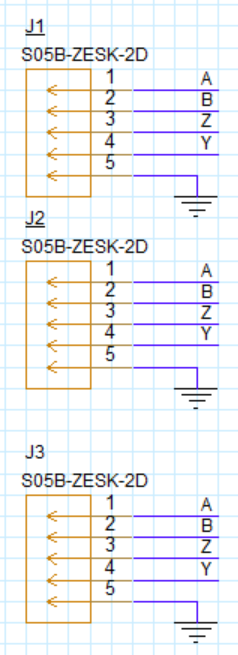 J1
S05B-ZESK-2D
1 A
2 B
3 Z
4 Y
5
J2
S05B-ZESK-2D
1 A
2 B
3 Z
4 Y
5
J3
S05B-ZESK-2D
1 A
2 B
3 Z
4 Y
5